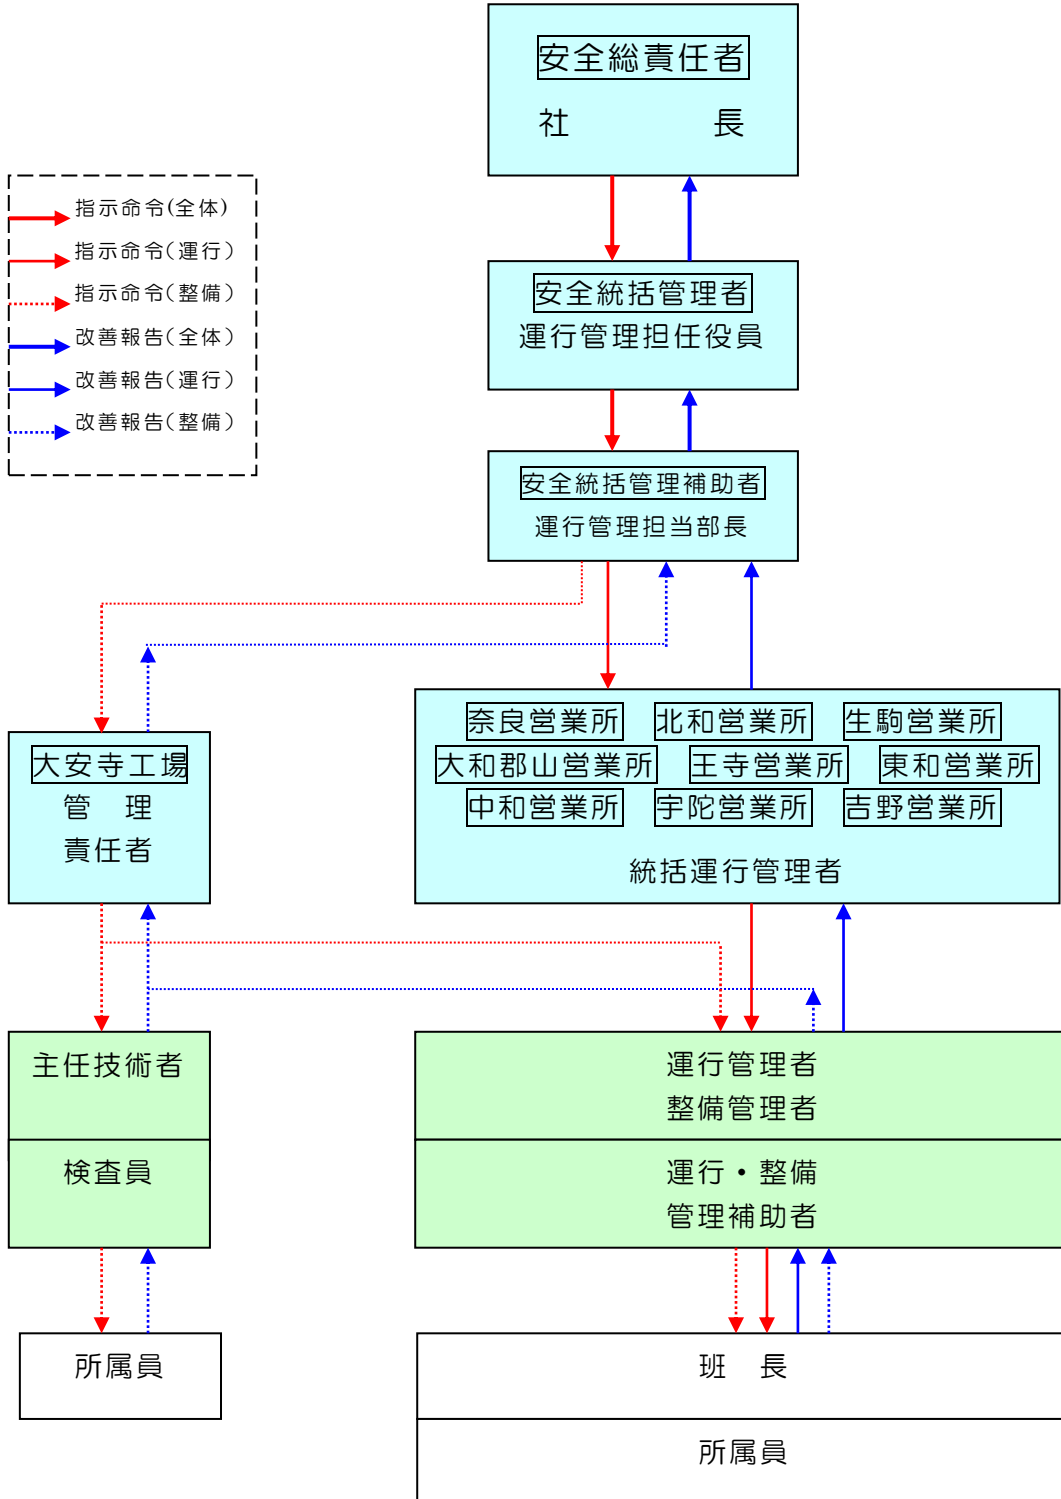 安全総責任者
社　長
指示命令(全体)
指示命令(運行)
指示命令(整備)
改善報告(全体)
改善報告(運行)
改善報告(整備)
安全統括管理者
運行管理担任役員
安全統括管理補助者
運行管理担当部長
大安寺工場
管　理
責任者
奈良営業所　北和営業所　生駒営業所
大和郡山営業所　王寺営業所　東和営業所
中和営業所　宇陀営業所　吉野営業所
統括運行管理者
主任技術者
検査員
運行管理者
整備管理者
運行・整備
管理補助者
所属員
班　長
所属員